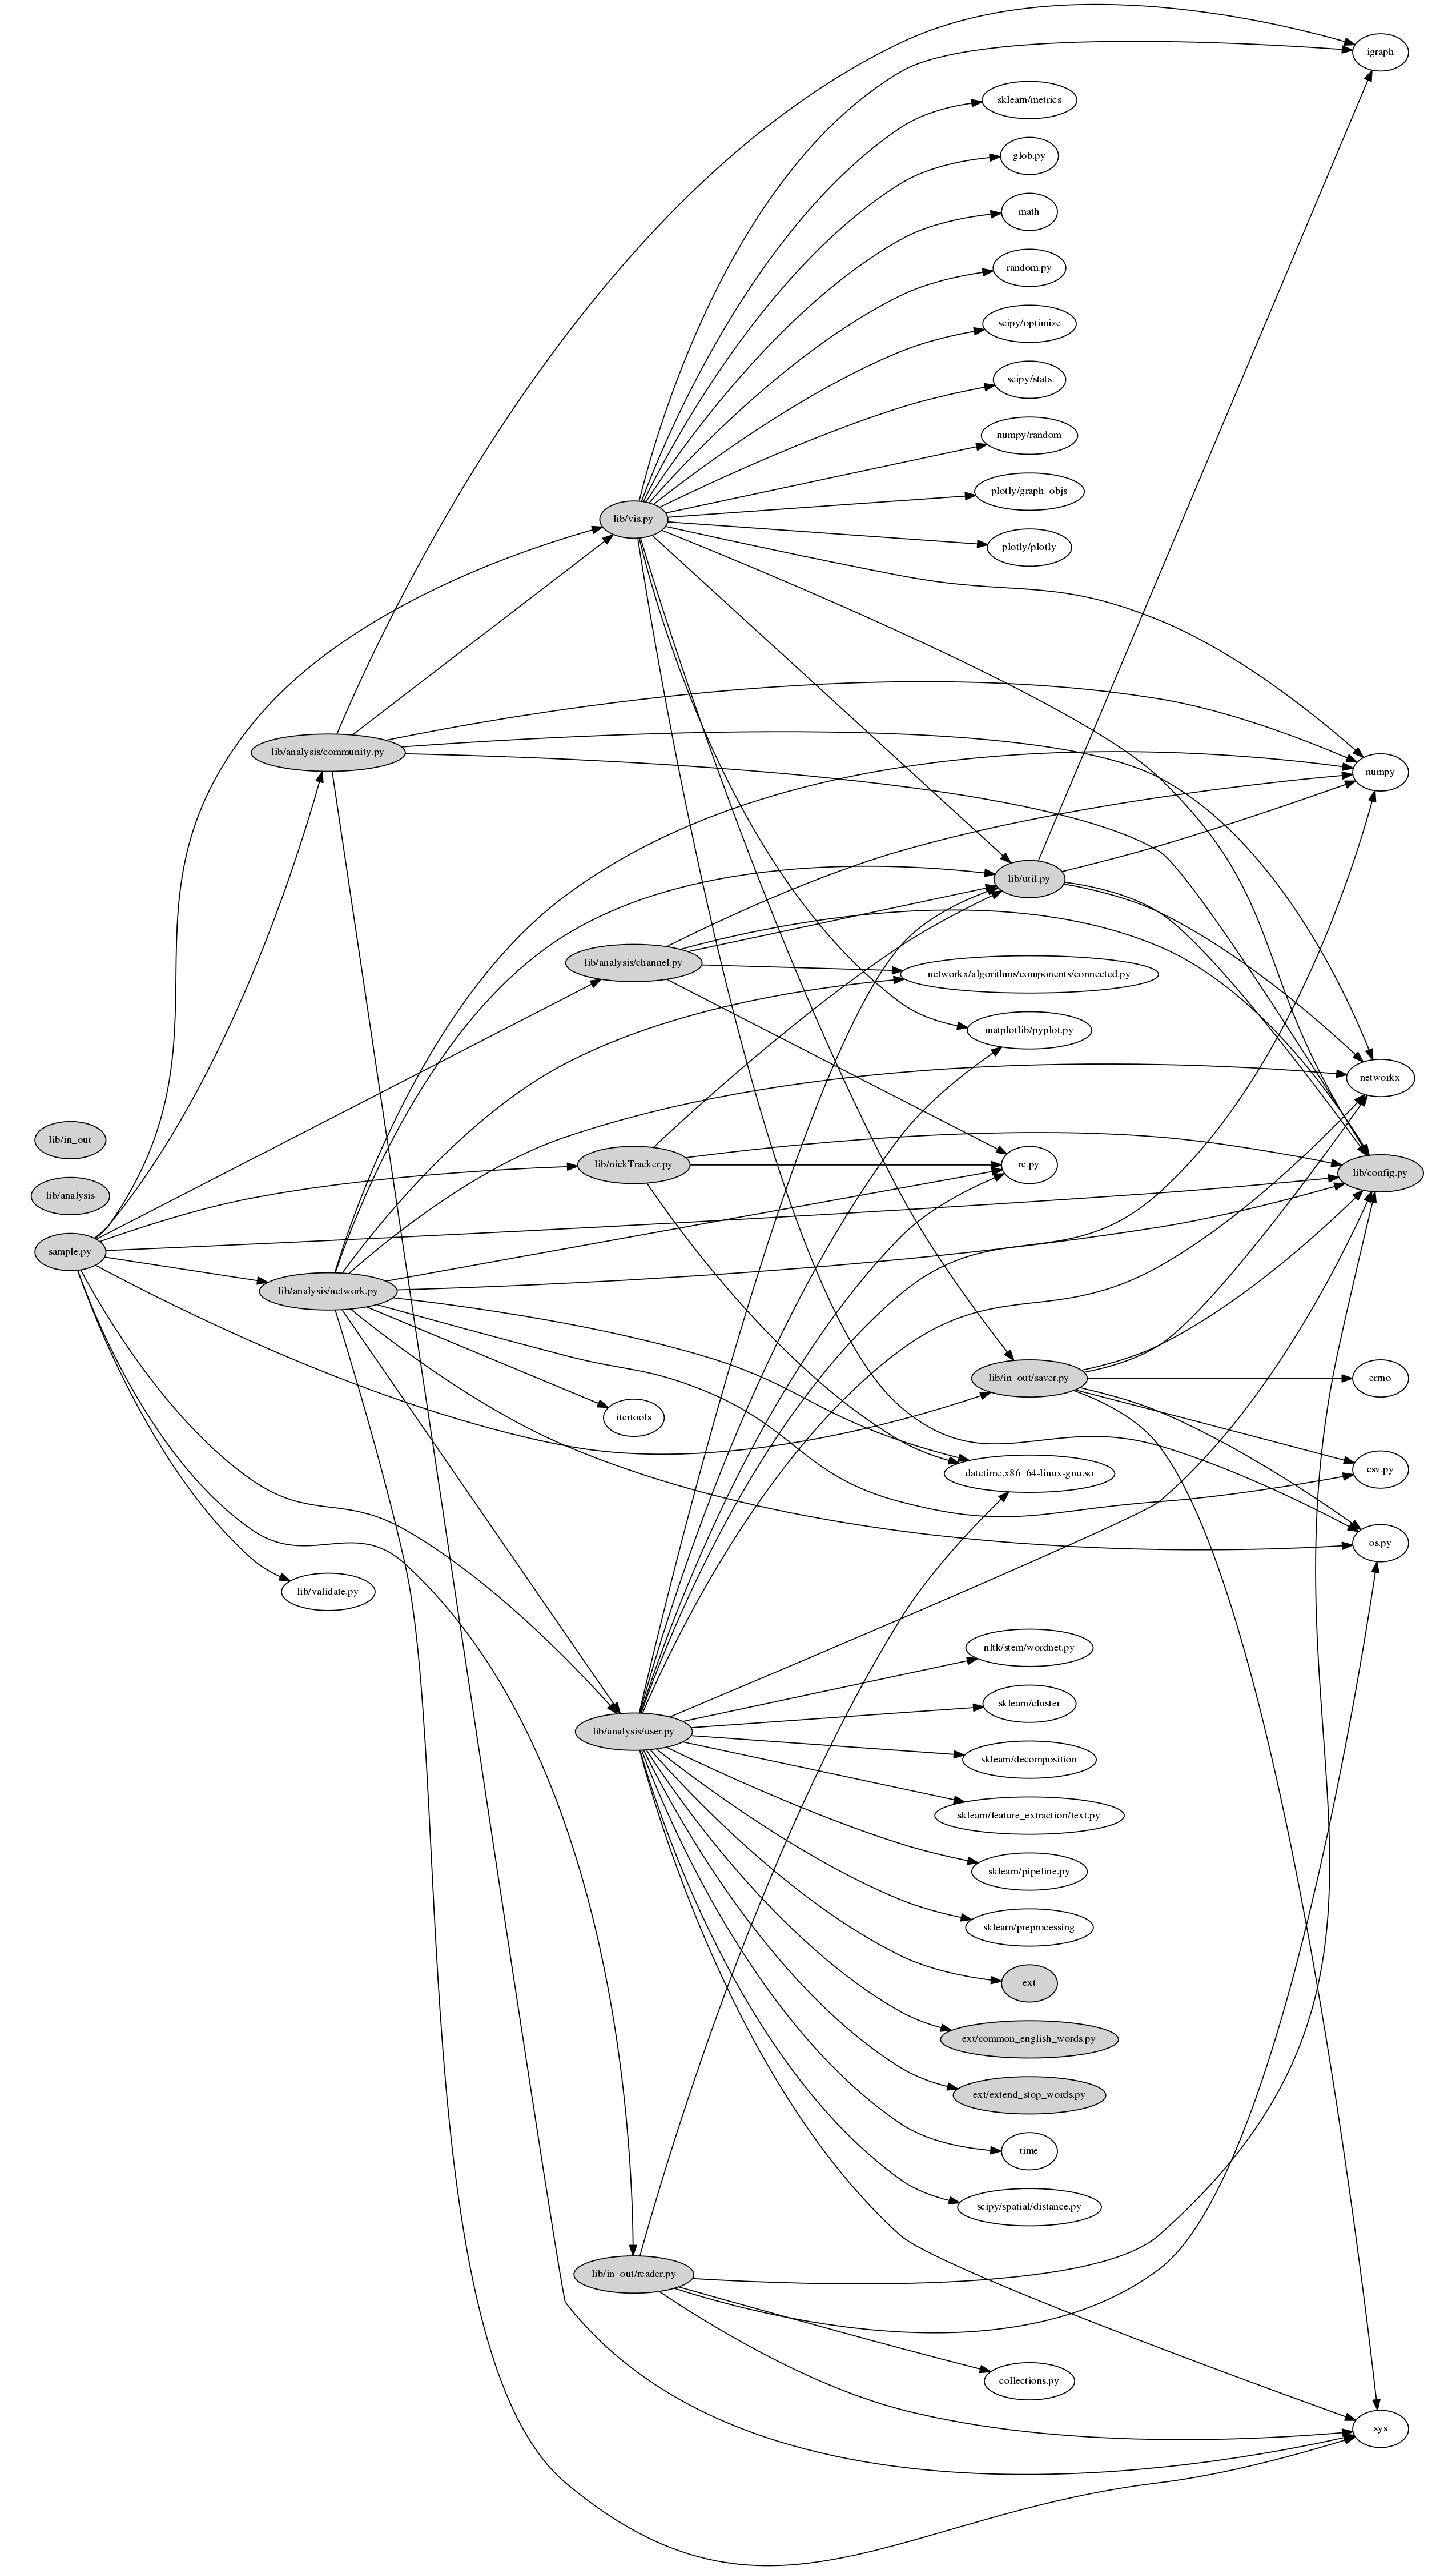 igraph
sklearn/metrics
glob.py
math
random.py
scipy/optimize
scipy/stats
numpy/random
plotly/graph_objs
lib/vis.py
plotly/plotly
lib/analysis/community.py
numpy
lib/util.py
lib/analysis/channel.py
networkx/algorithms/components/connected.py
matplotlib/pyplot.py
networkx
lib/in_out
lib/nickTracker.py
re.py
lib/config.py
lib/analysis
sample.py
lib/analysis/network.py
lib/in_out/saver.py
errno
itertools
datetime.x86_64-linux-gnu.so
csv.py
os.py
lib/validate.py
nltk/stem/wordnet.py
sklearn/cluster
lib/analysis/user.py
sklearn/decomposition
sklearn/feature_extraction/text.py
sklearn/pipeline.py
sklearn/preprocessing
ext
ext/common_english_words.py
ext/extend_stop_words.py
time
scipy/spatial/distance.py
lib/in_out/reader.py
collections.py
sys